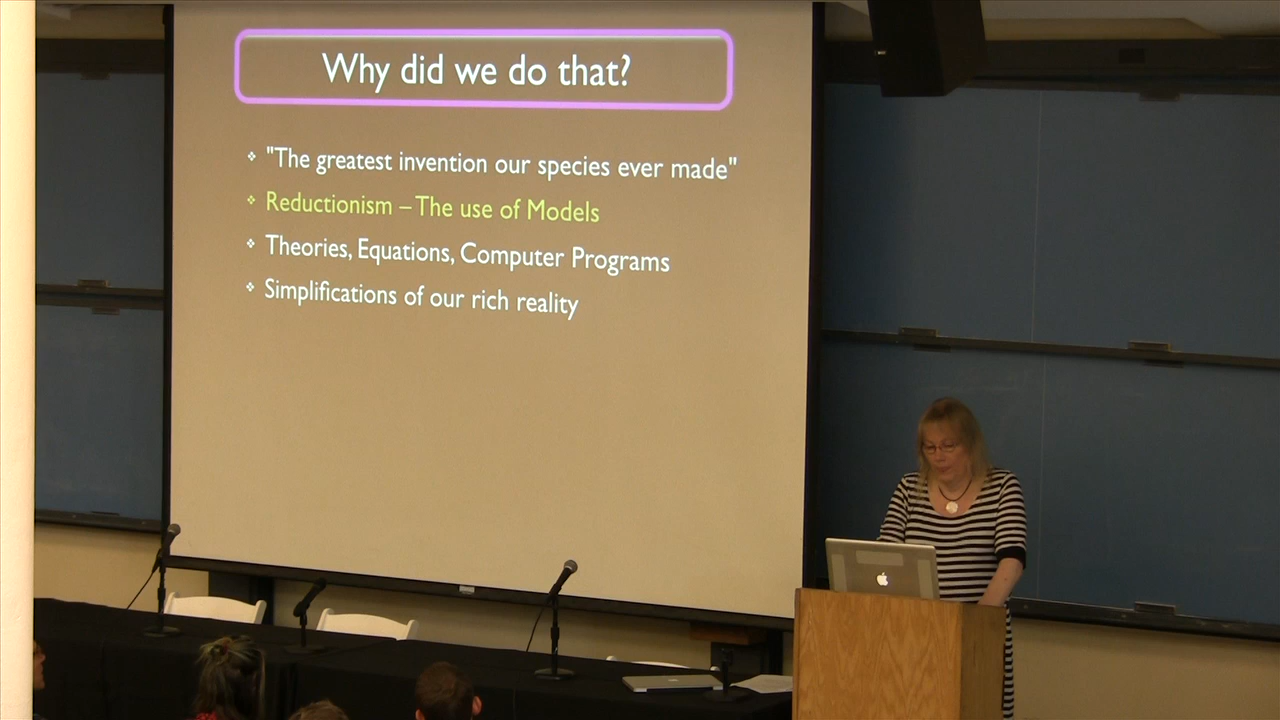 Why did we do that?
"The greatest invention our species ever made"
Reductionism – The use of Models
Theories, Equations, Computer Programs
Simplifications of our rich reality